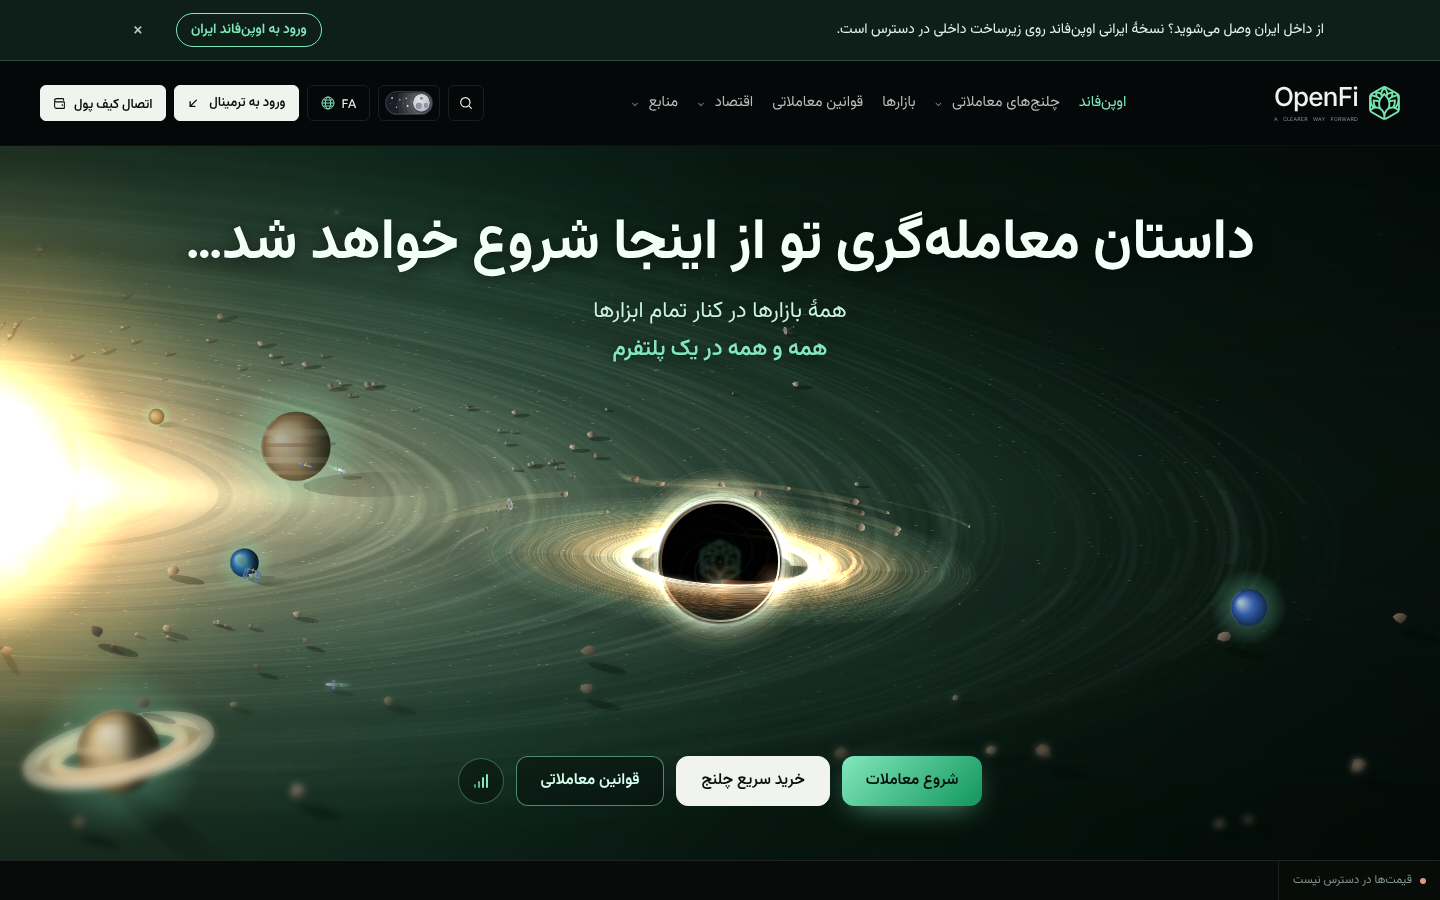 از داخل ایران وصل می‌شوید؟ نسخهٔ ایرانی اوپن‌فاند روی زیرساخت داخلی در دسترس است.
ورود به اوپن‌فاند ایران
×
OpenFi
A CLEARER WAY FORWARD
اوپن‌فاند
چلنج‌های معاملاتی
بازارها
قوانین معاملاتی
اقتصاد
منابع
FA
ورود به ترمینال
اتصال کیف پول
داستان معامله‌گری تو از اینجا شروع خواهد شد...
همهٔ بازارها در کنار تمام ابزارها
همه و همه در یک پلتفرم
شروع معاملات
خرید سریع چلنج
قوانین معاملاتی
قیمت‌ها در دسترس نیست